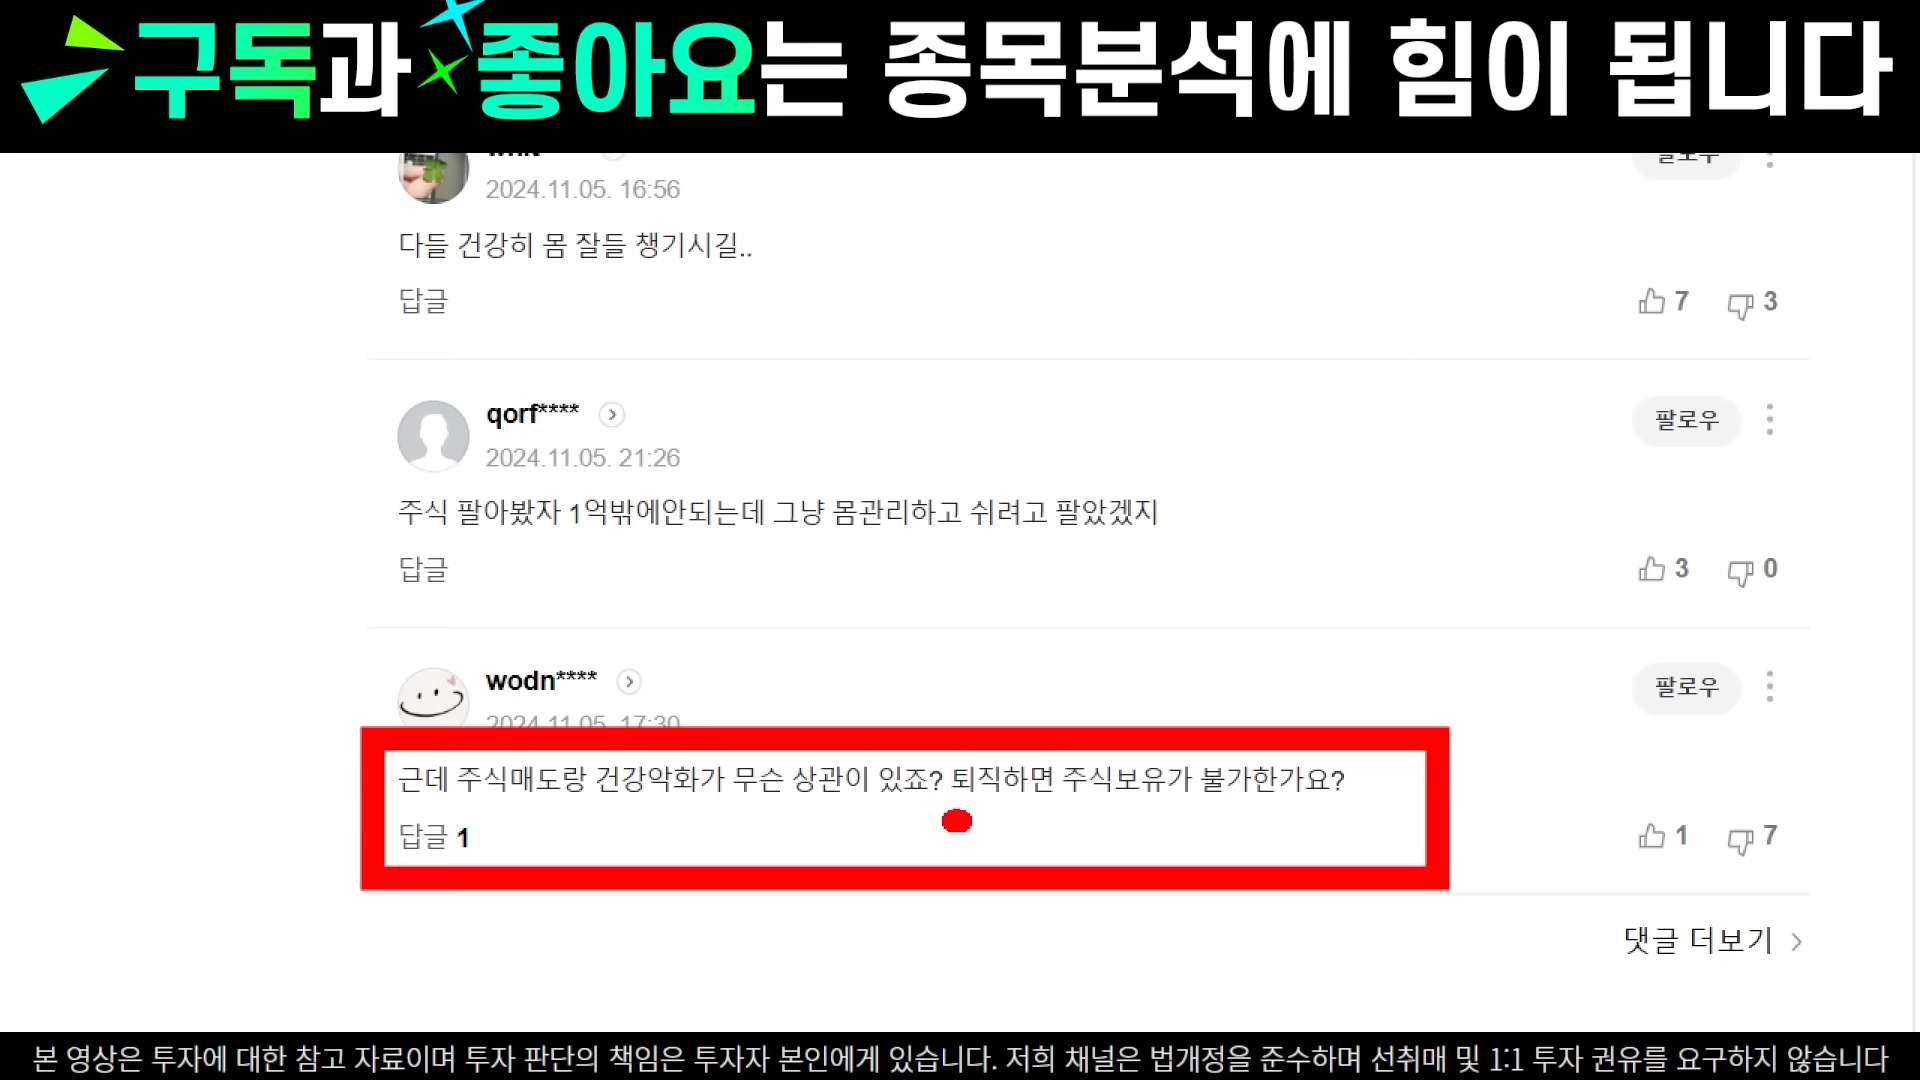 구독과 좋아요는 종목분석에 힘이 됩니다
2024.11.05. 16:56
다들 건강히 몸 잘들 챙기시길..
답글
7
3
qorf****
팔로우
2024.11.05. 21:26
주식 팔아봤자 1억밖에안되는데 그냥 몸관리하고 쉬려고 팔았겠지
답글
3
0
wodn****
팔로우
2024.11.05. 17:30
근데 주식매도랑 건강악화가 무슨 상관이 있죠? 퇴직하면 주식보유가 불가한가요?
답글 1
1
7
댓글 더보기
본 영상은 투자에 대한 참고 자료이며 투자 판단의 책임은 투자자 본인에게 있습니다. 저희 채널은 법개정을 준수하며 선취매 및 1:1 투자 권유를 요구하지 않습니다